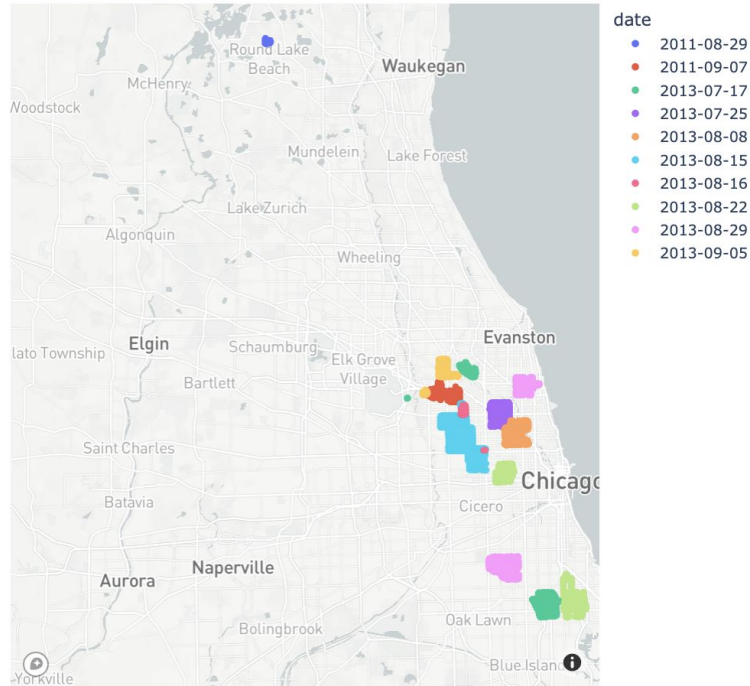 date
2011-08-29
2011-09-07
2013-07-17
2013-07-25
2013-08-08
2013-08-15
2013-08-16
2013-08-22
2013-08-29
2013-09-05
Round Lake
Beach
Waukegan
McHenry
Woodstock
Mundelein
Lake Forest
Lake Zurich
Algonquin
Wheeling
Evanston
Elgin
Schaumburg
lato Township
Elk Grove
Village
Bartlett
Saint Charles
Chicago
Batavia
Cicero
Naperville
Aurora
Oak Lawn
Bolingbrook
Blue Island
Yorkville
i